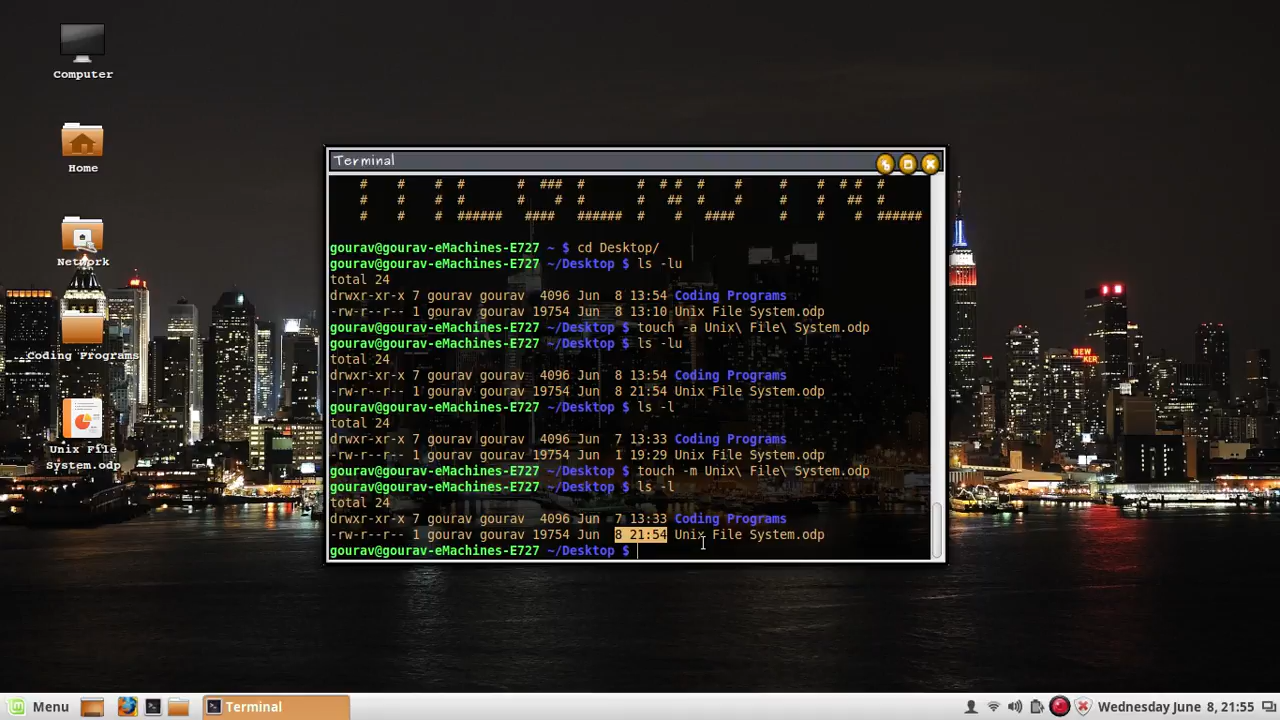 Computer
Home
Network
Coding Programs
Unix File
System.odp
Terminal
gourav@gourav-eMachines-E727 ~ $ cd Desktop/
gourav@gourav-eMachines-E727 ~/Desktop $ ls -lu
total 24
drwxr-xr-x 7 gourav gourav  4096 Jun  8 13:54 Coding Programs
-rw-r--r-- 1 gourav gourav 19754 Jun  8 13:10 Unix File System.odp
gourav@gourav-eMachines-E727 ~/Desktop $ touch -a Unix\ File\ System.odp
gourav@gourav-eMachines-E727 ~/Desktop $ ls -lu
total 24
drwxr-xr-x 7 gourav gourav  4096 Jun  8 13:54 Coding Programs
-rw-r--r-- 1 gourav gourav 19754 Jun  8 21:54 Unix File System.odp
gourav@gourav-eMachines-E727 ~/Desktop $ ls -l
total 24
drwxr-xr-x 7 gourav gourav  4096 Jun  7 13:33 Coding Programs
-rw-r--r-- 1 gourav gourav 19754 Jun  1 19:29 Unix File System.odp
gourav@gourav-eMachines-E727 ~/Desktop $ touch -m Unix\ File\ System.odp
gourav@gourav-eMachines-E727 ~/Desktop $ ls -l
total 24
drwxr-xr-x 7 gourav gourav  4096 Jun  7 13:33 Coding Programs
-rw-r--r-- 1 gourav gourav 19754 Jun  8 21:54 Unix File System.odp
gourav@gourav-eMachines-E727 ~/Desktop $
NEW
YORKER
Menu
Terminal
Wednesday June  8, 21:55